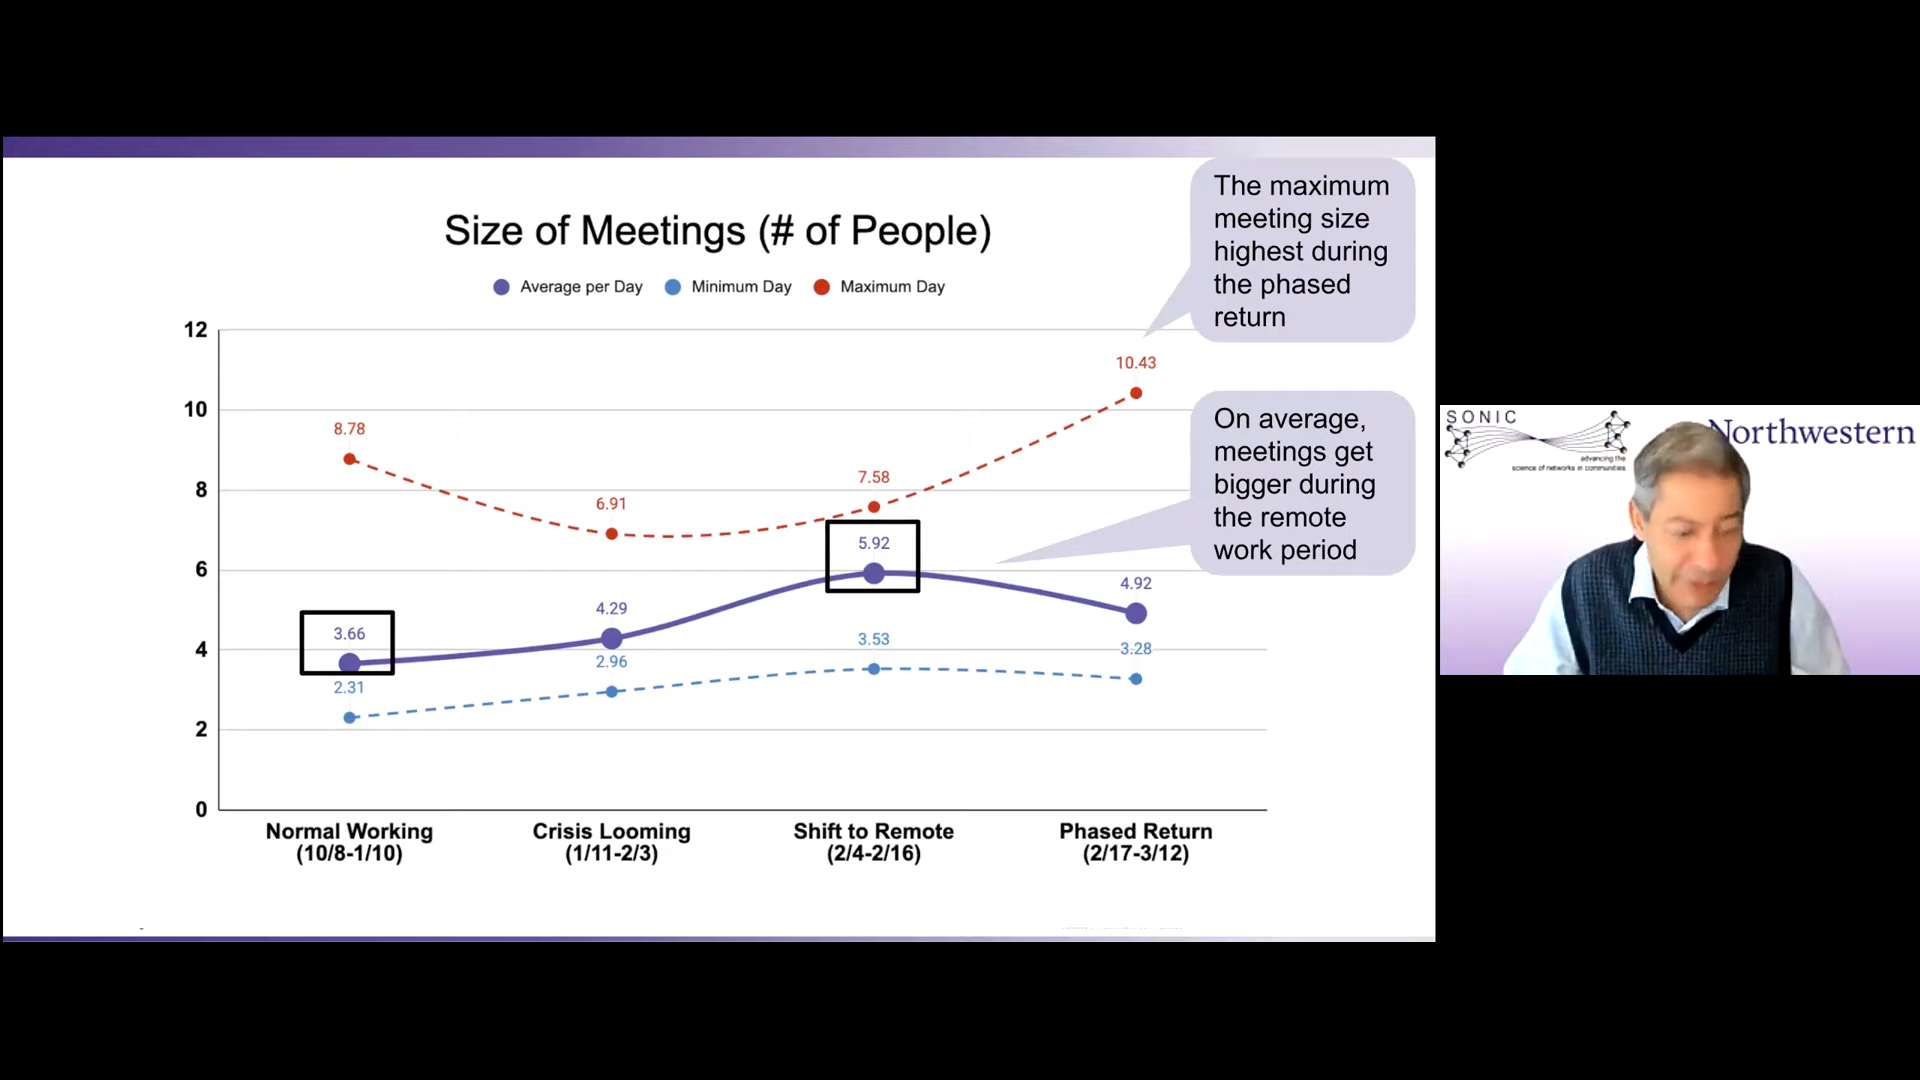 Size of Meetings (# of People)
Average per Day
Minimum Day
Maximum Day
The maximum
meeting size
highest during
the phased
return
On average,
meetings get
bigger during
the remote
work period
12
10
8
6
4
2
0
8.78
6.91
7.58
10.43
3.66
4.29
5.92
4.92
2.31
2.96
3.53
3.28
Normal Working
(10/8-1/10)
Crisis Looming
(1/11-2/3)
Shift to Remote
(2/4-2/16)
Phased Return
(2/17-3/12)
SONIC
advancing the
science of networks in communities
Northwestern